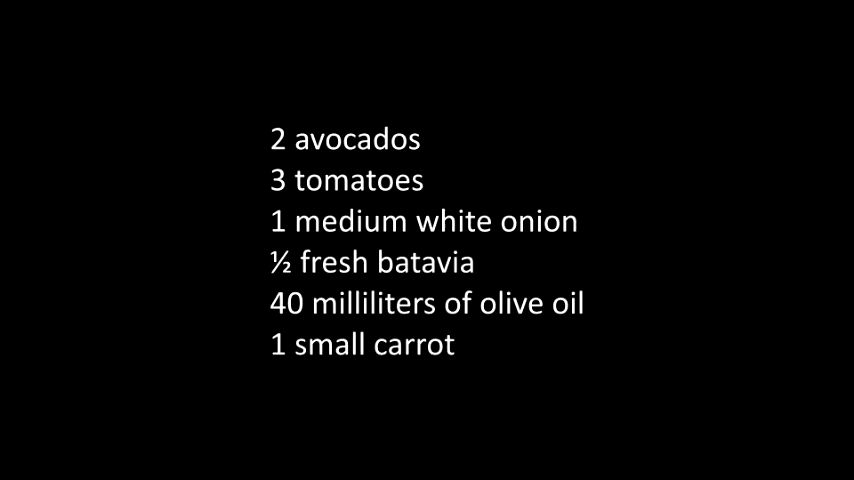 2 avocados
3 tomatoes
1 medium white onion
½ fresh batavia
40 milliliters of olive oil
1 small carrot